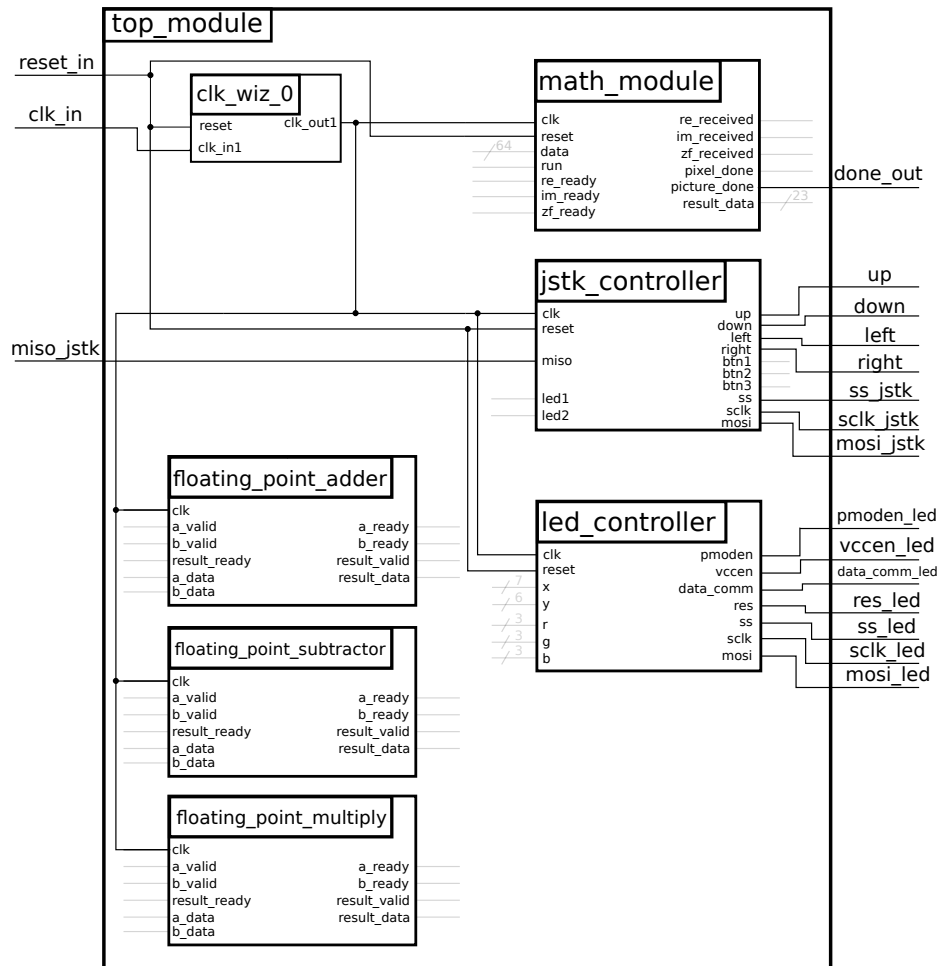 top_module
reset_in
clk_in
miso_jstk
clk_wiz_0
reset
clk_in1
clk_out1
math_module
clk
reset
data
run
re_ready
im_ready
zf_ready
64
re_received
im_received
zf_received
pixel_done
picture_done
result_data
23
done_out
jstk_controller
clk
reset
miso
led1
led2
up
down
left
right
btn1
btn2
btn3
ss
sclk
mosi
up
down
left
right
ss_jstk
sclk_jstk
mosi_jstk
floating_point_adder
clk
a_valid
b_valid
result_ready
a_data
b_data
a_ready
b_ready
result_valid
result_data
led_controller
clk
reset
x
y
r
g
b
7
6
3
3
3
pmoden
vccen
data_comm
res
ss
sclk
mosi
pmoden_led
vccen_led
data_comm_led
res_led
ss_led
sclk_led
mosi_led
floating_point_subtractor
clk
a_valid
b_valid
result_ready
a_data
b_data
a_ready
b_ready
result_valid
result_data
floating_point_multiply
clk
a_valid
b_valid
result_ready
a_data
b_data
a_ready
b_ready
result_valid
result_data